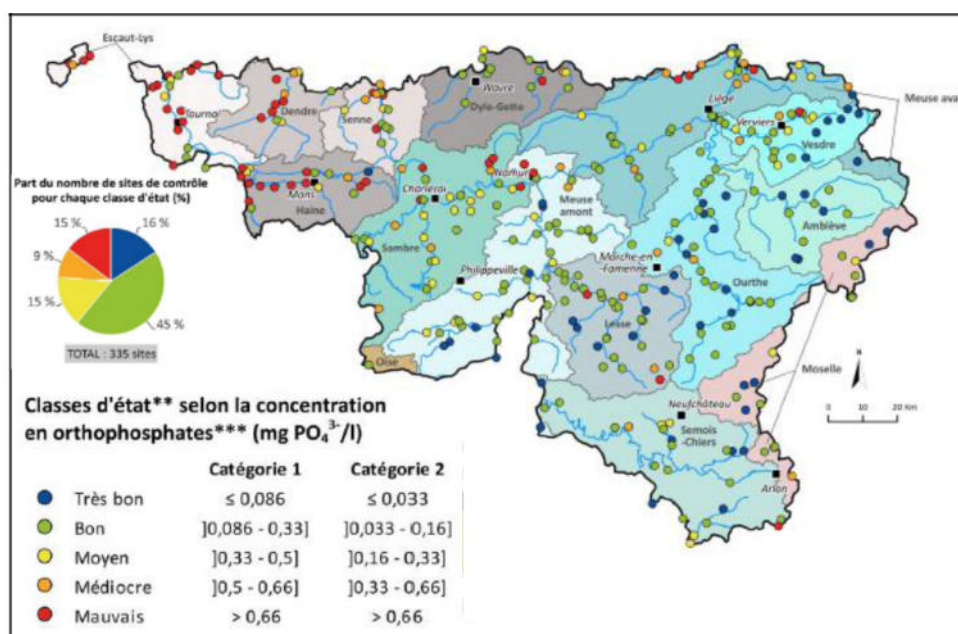 Escaut-Lys
Wavre
Dyle-Gette
Meuse ava
Liège
Tournai
Dendre
Senne
Verviers
Vesdre
Part du nombre de sites de contrôle
pour chaque classe d'état (%)
Mons
Haine
Charleroi
Namur
Meuse
amont
Amblève
15 %
16 %
9 %
15 %
45 %
TOTAL : 335 sites
Sambre
Philippeville
Marche-en
-Famenne
Ourthe
Lesse
Oise
Moselle
N
0 10 20 Km
Neufchâteau
Semois
-Chiers
Arlon
Classes d'état** selon la concentration
en orthophosphates*** (mg PO₄³⁻/l)
Catégorie 1 Catégorie 2
Très bon ≤ 0,086 ≤ 0,033
Bon ]0,086 - 0,33] ]0,033 - 0,16]
Moyen ]0,33 - 0,5] ]0,16 - 0,33]
Médiocre ]0,5 - 0,66] ]0,33 - 0,66]
Mauvais > 0,66 > 0,66